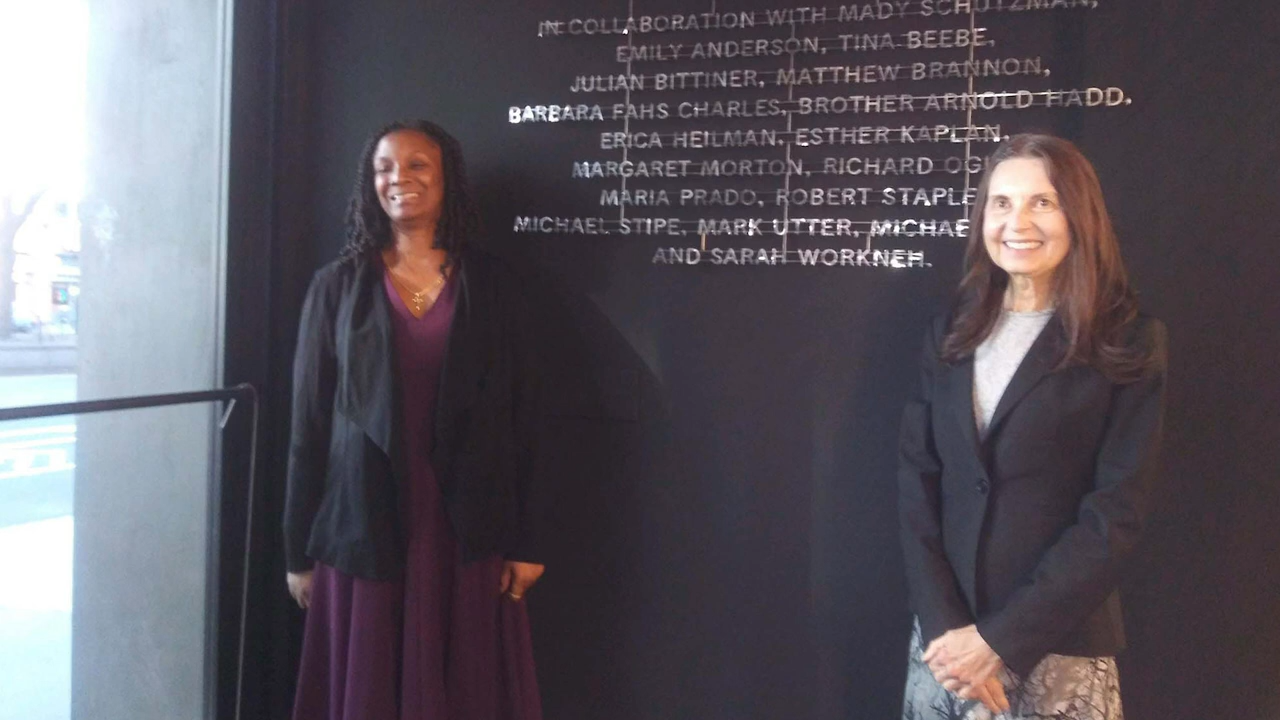 IN COLLABORATION WITH MADY SCHUTZMAN,
EMILY ANDERSON, TINA BEEBE,
JULIAN BITTINER, MATTHEW BRANNON,
BARBARA FAHS CHARLES, BROTHER ARNOLD HADD,
ERICA HEILMAN, ESTHER KAPLAN,
MARGARET MORTON, RICHARD
MARIA PRADO, ROBERT
MICHAEL STIPE, MARK UTTER,
AND SARAH WORKNEH.